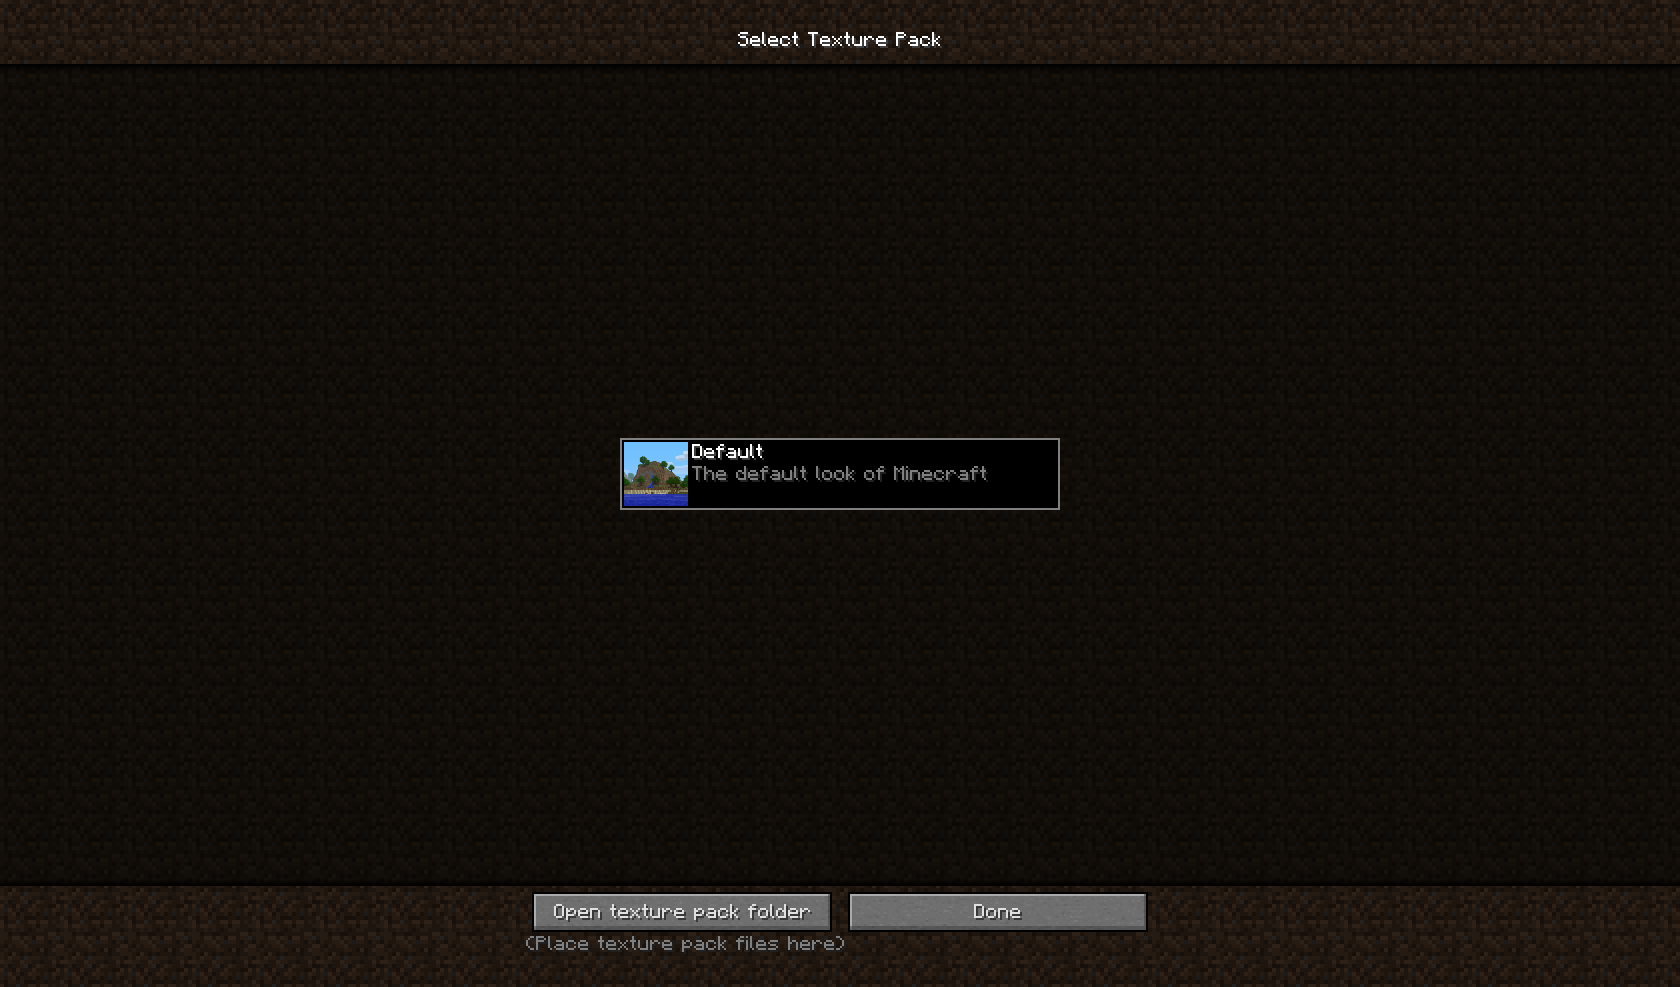 Select Texture Pack
Default
The default look of Minecraft
Open texture pack folder
Done
(Place texture pack files here)